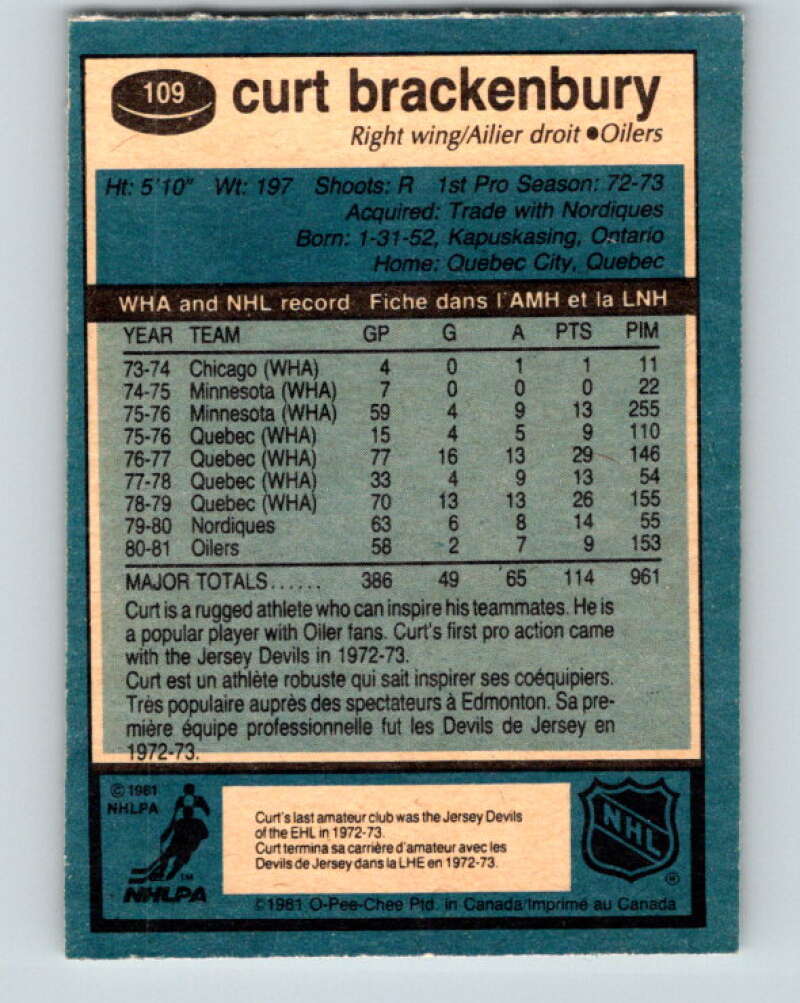 109 curt brackenbury
Right wing/Ailier droit ●Oilers
Ht: 5'10" Wt: 197 Shoots: R 1st Pro Season: 72-73
Acquired: Trade with Nordiques
Born: 1-31-52, Kapuskasing, Ontario
Home: Quebec City, Quebec
WHA and NHL record Fiche dans l'AMH et la LNH
YEAR TEAM GP G A PTS PIM
73-74 Chicago (WHA) 4 0 1 1 11
74-75 Minnesota (WHA) 7 0 0 0 22
75-76 Minnesota (WHA) 59 4 9 13 255
75-76 Quebec (WHA) 15 4 5 9 110
76-77 Quebec (WHA) 77 16 13 29 146
77-78 Quebec (WHA) 33 4 9 13 54
78-79 Quebec (WHA) 70 13 13 26 155
79-80 Nordiques 63 6 8 14 55
80-81 Oilers 58 2 7 9 153
MAJOR TOTALS...... 386 49 65 114 961
Curt is a rugged athlete who can inspire his teammates. He is
a popular player with Oiler fans. Curt's first pro action came
with the Jersey Devils in 1972-73.
Curt est un athlète robuste qui sait inspirer ses coéquipiers.
Très populaire auprès des spectateurs à Edmonton. Sa pre-
mière équipe professionnelle fut les Devils de Jersey en
1972-73.
© 1981
NHLPA
TM
NHLPA
Curt's last amateur club was the Jersey Devils
of the EHL in 1972-73.
Curt termina sa carrière d'amateur avec les
Devils de Jersey dans la LHE en 1972-73.
NHL
®
©1981 O-Pee-Chee Ptd. in Canada/Imprimé au Canada